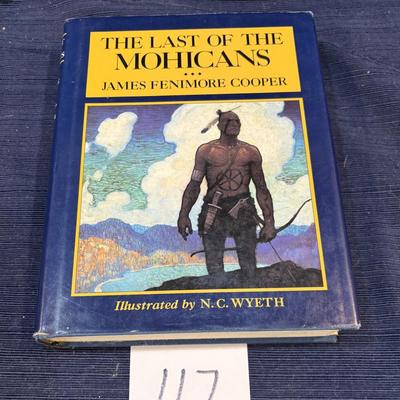 THE LAST OF THE
MOHICANS
•••
JAMES FENIMORE COOPER
Illustrated by N.C. WYETH
117